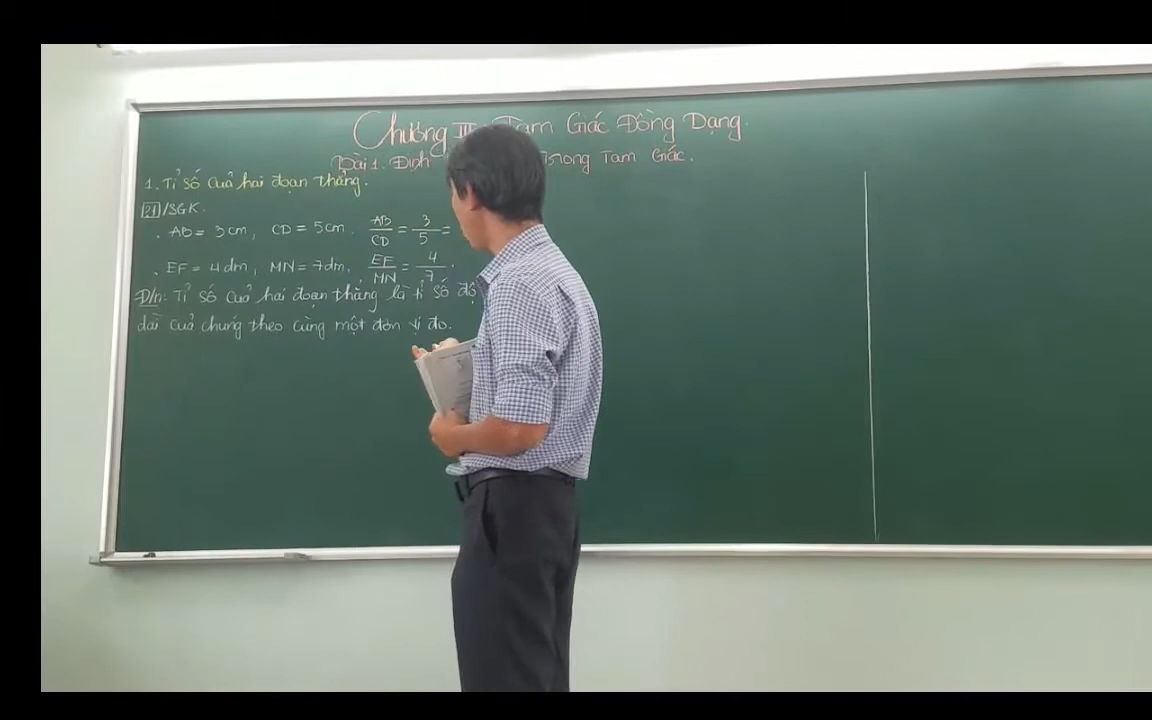 Chương III: Tam Giác Đồng Dạng
Bài 1. Định Trong Tam Giác.
1. Tỉ số của hai đoạn thẳng.
?1/SGK.
. AB = 3cm, CD = 5cm. AB/CD = 3/5 =
. EF = 4dm, MN = 7dm, EF/MN = 4/7.
Đ/n: Tỉ số của hai đoạn thẳng là tỉ số độ
dài của chúng theo cùng một đơn vị đo.